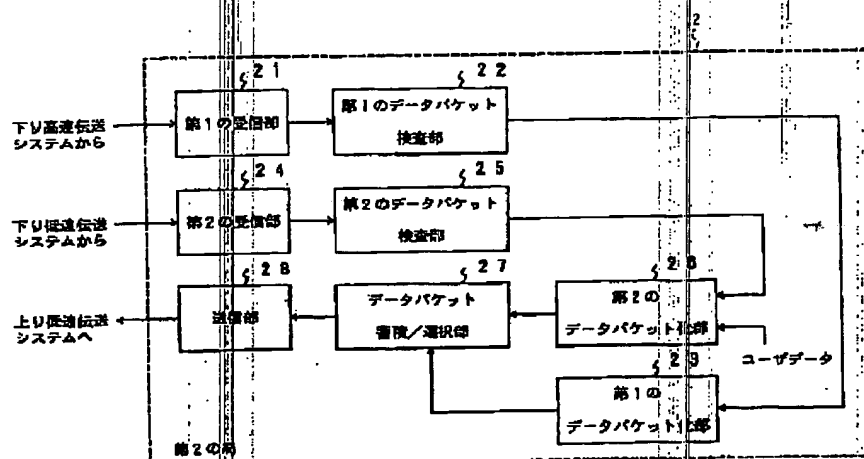 2
21
22
下り高速伝送
システムから
第1の受信部
第1のデータパケット
検査部
24
25
下り低速伝送
システムから
第2の受信部
第2のデータパケット
検査部
28
27
26
上り低速伝送
システムへ
送信部
データパケット
蓄積/選択部
第2の
データパケット化部
ユーザデータ
23
第1の
データパケット化部
第2の局